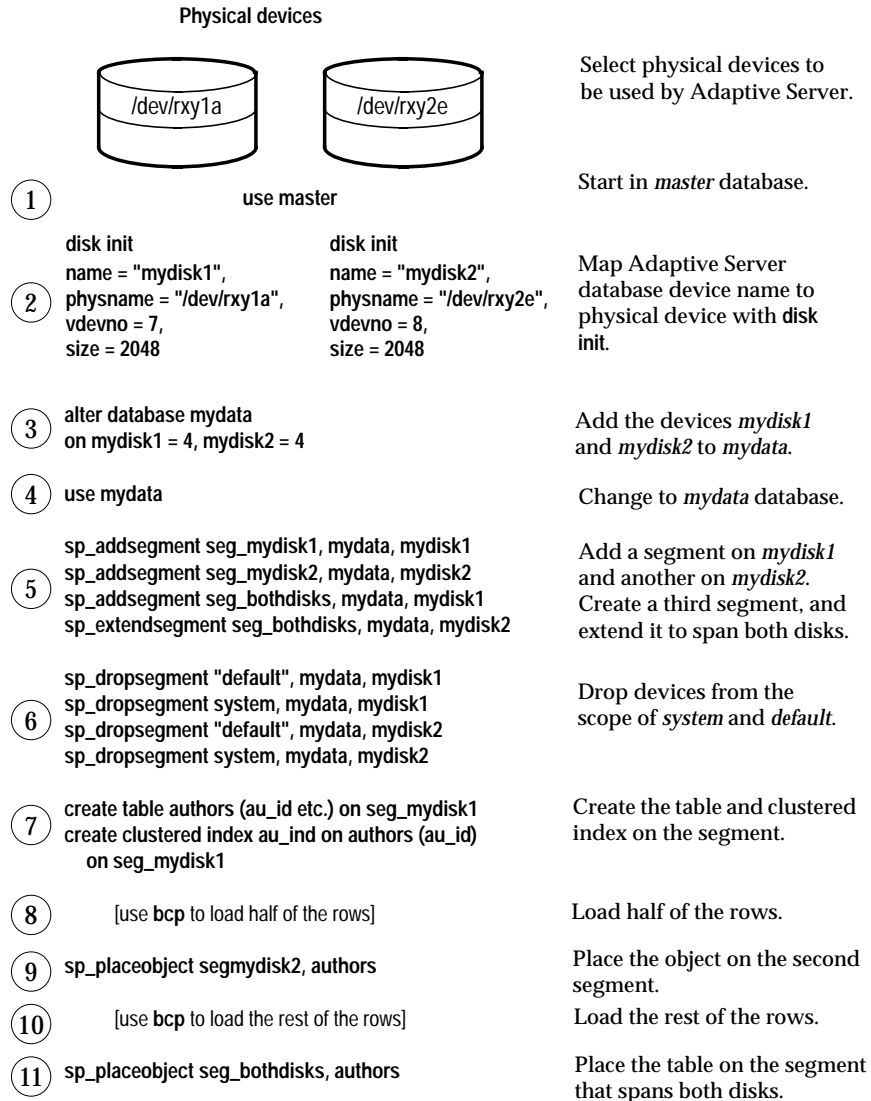 Physical devices
/dev/rxy1a
/dev/rxy2e
Select physical devices to
be used by Adaptive Server.
1
use master
Start in master database.
2
disk init
name = "mydisk1",
physname = "/dev/rxy1a",
vdevno = 7,
size = 2048
disk init
name = "mydisk2",
physname = "/dev/rxy2e",
vdevno = 8,
size = 2048
Map Adaptive Server
database device name to
physical device with disk
init.
3
alter database mydata
on mydisk1 = 4, mydisk2 = 4
Add the devices mydisk1
and mydisk2 to mydata.
4
use mydata
Change to mydata database.
5
sp_addsegment seg_mydisk1, mydata, mydisk1
sp_addsegment seg_mydisk2, mydata, mydisk2
sp_addsegment seg_bothdisks, mydata, mydisk1
sp_extendsegment seg_bothdisks, mydata, mydisk2
Add a segment on mydisk1
and another on mydisk2.
Create a third segment, and
extend it to span both disks.
6
sp_dropsegment "default", mydata, mydisk1
sp_dropsegment system, mydata, mydisk1
sp_dropsegment "default", mydata, mydisk2
sp_dropsegment system, mydata, mydisk2
Drop devices from the
scope of system and default.
7
create table authors (au_id etc.) on seg_mydisk1
create clustered index au_ind on authors (au_id)
on seg_mydisk1
Create the table and clustered
index on the segment.
8
[use bcp to load half of the rows]
Load half of the rows.
9
sp_placeobject segmydisk2, authors
Place the object on the second
segment.
10
[use bcp to load the rest of the rows]
Load the rest of the rows.
11
sp_placeobject seg_bothdisks, authors
Place the table on the segment
that spans both disks.